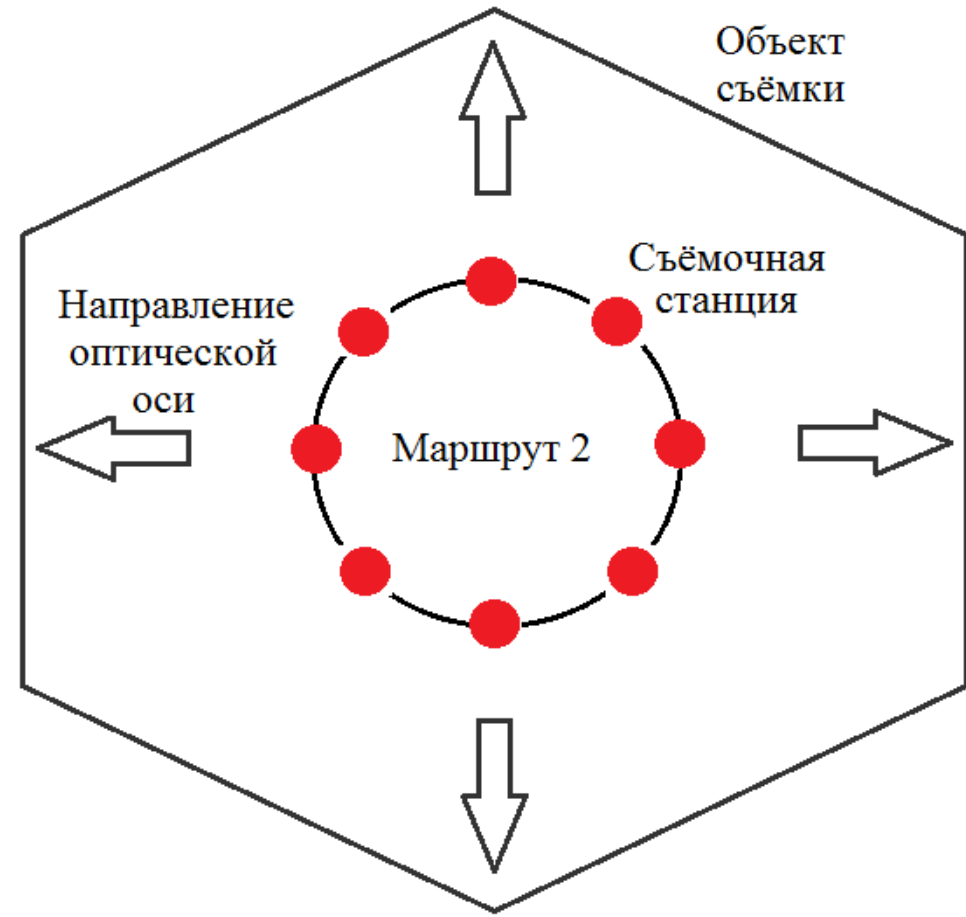 Объект
съёмки
Съёмочная
станция
Направление
оптической
оси
Маршрут 2